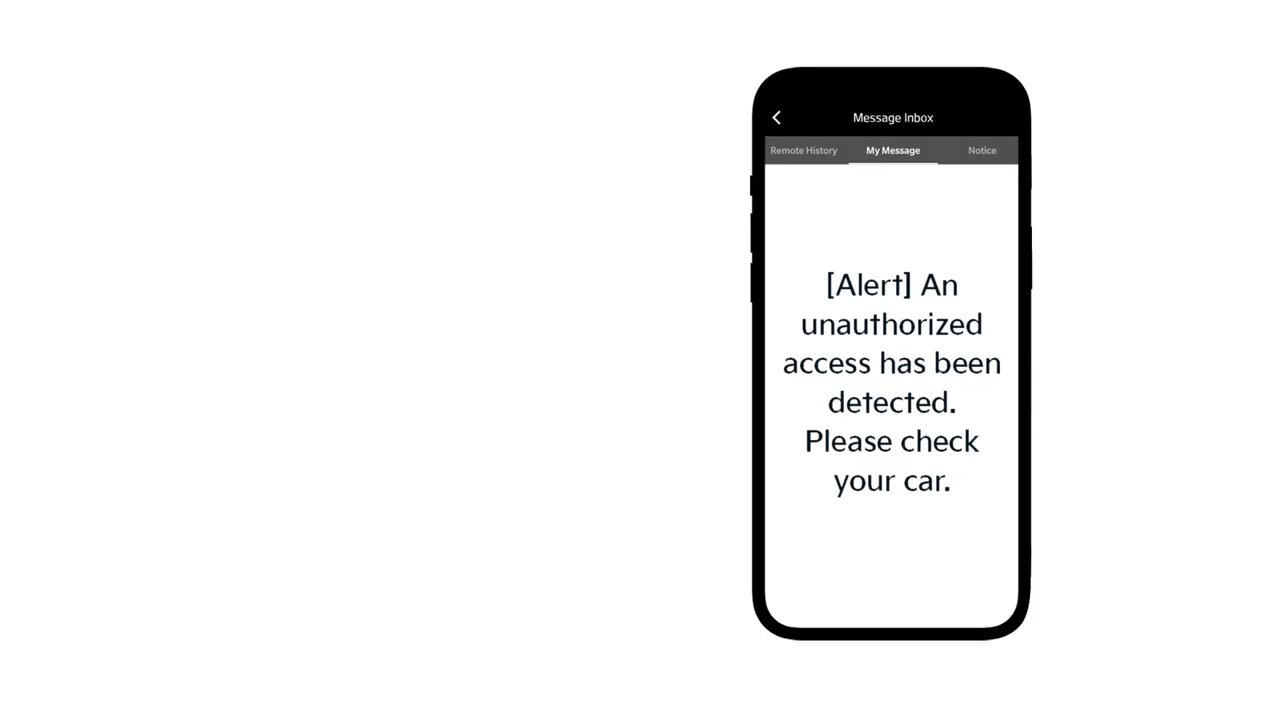 Message Inbox
Remote History My Message Notice
[Alert] An
unauthorized
access has been
detected.
Please check
your car.